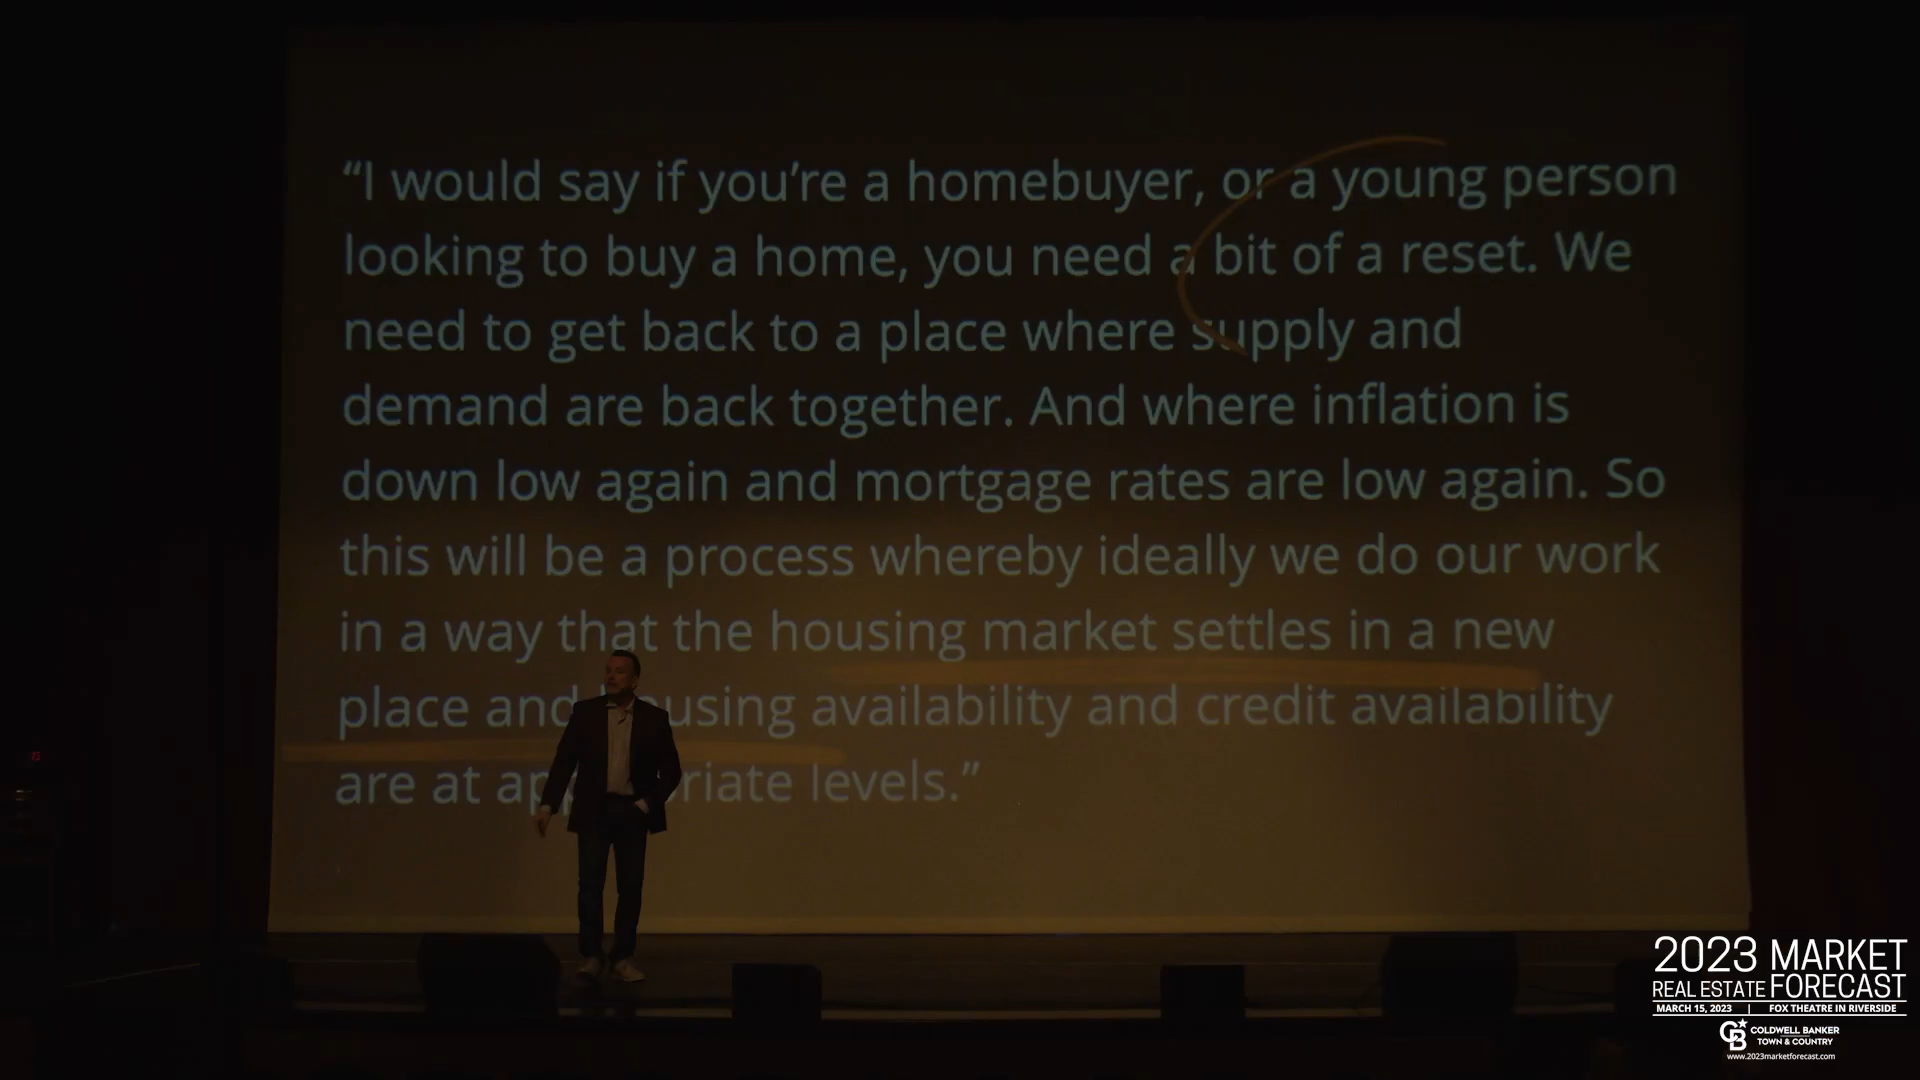 “I would say if you’re a homebuyer, or a young person
looking to buy a home, you need a bit of a reset. We
need to get back to a place where supply and
demand are back together. And where inflation is
down low again and mortgage rates are low again. So
this will be a process whereby ideally we do our work
in a way that the housing market settles in a new
place and housing availability and credit availability
are at appropriate levels.”
2023 MARKET
REAL ESTATE FORECAST
MARCH 15, 2023 | FOX THEATRE IN RIVERSIDE
CB COLDWELL BANKER
TOWN & COUNTRY
www.2023marketforecast.com